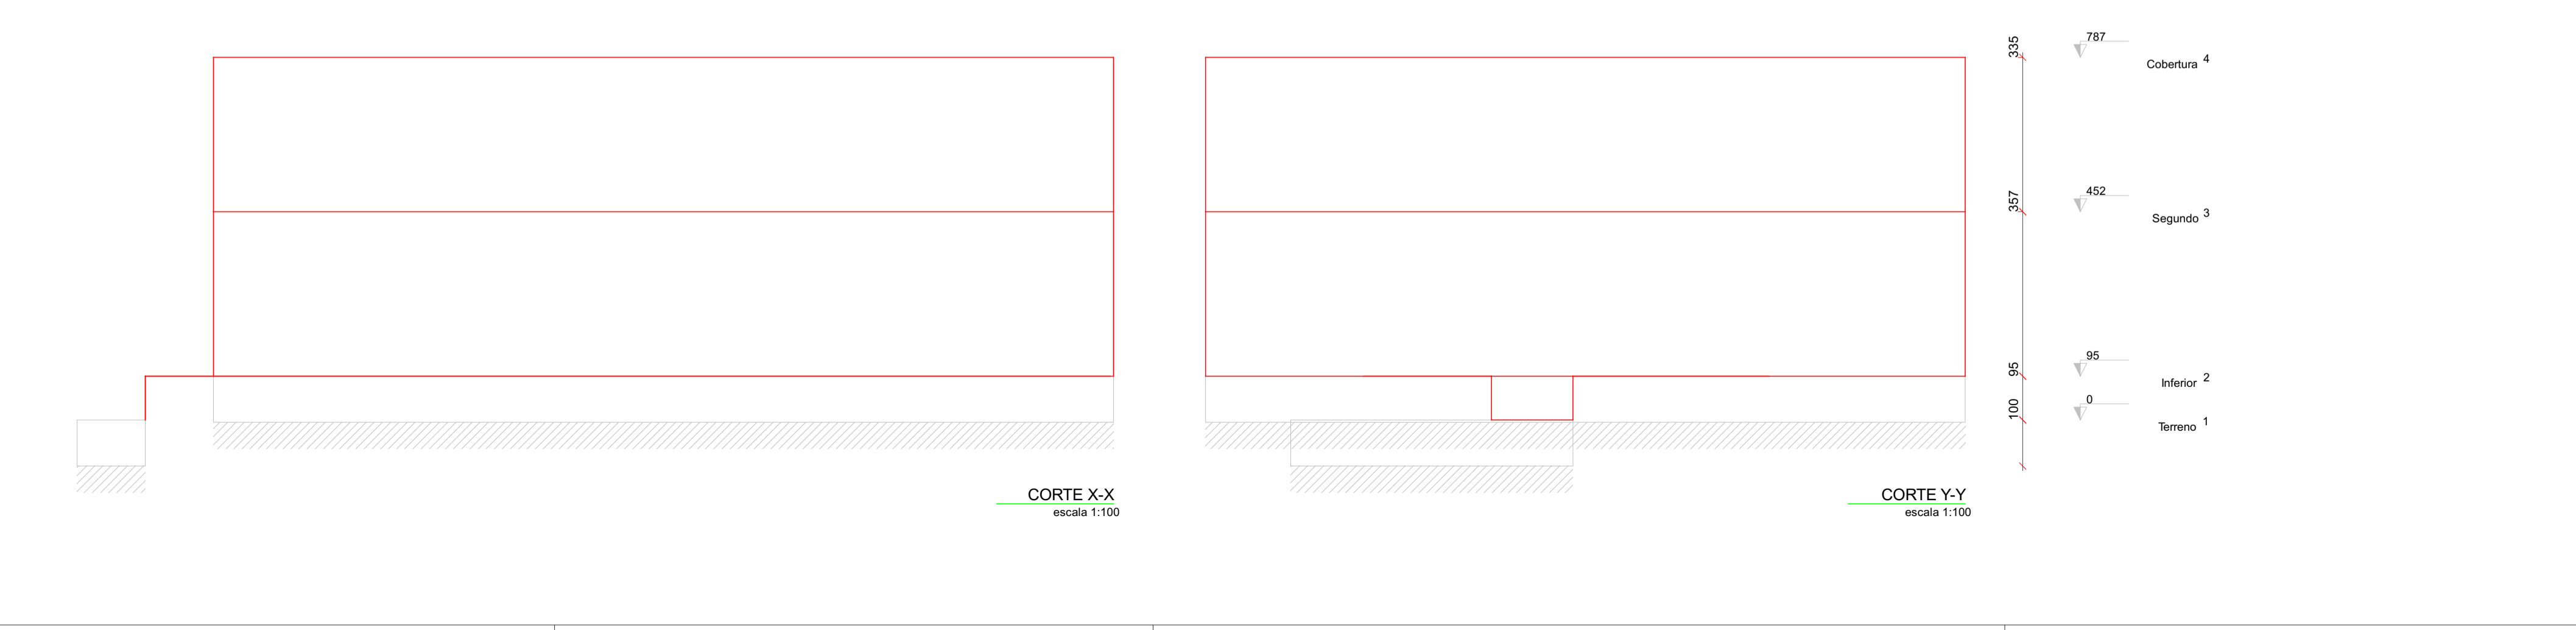 335
787
Cobertura 4
357
452
Segundo 3
95
95
Inferior 2
100
0
Terreno 1
CORTE X-X
escala 1:100
CORTE Y-Y
escala 1:100